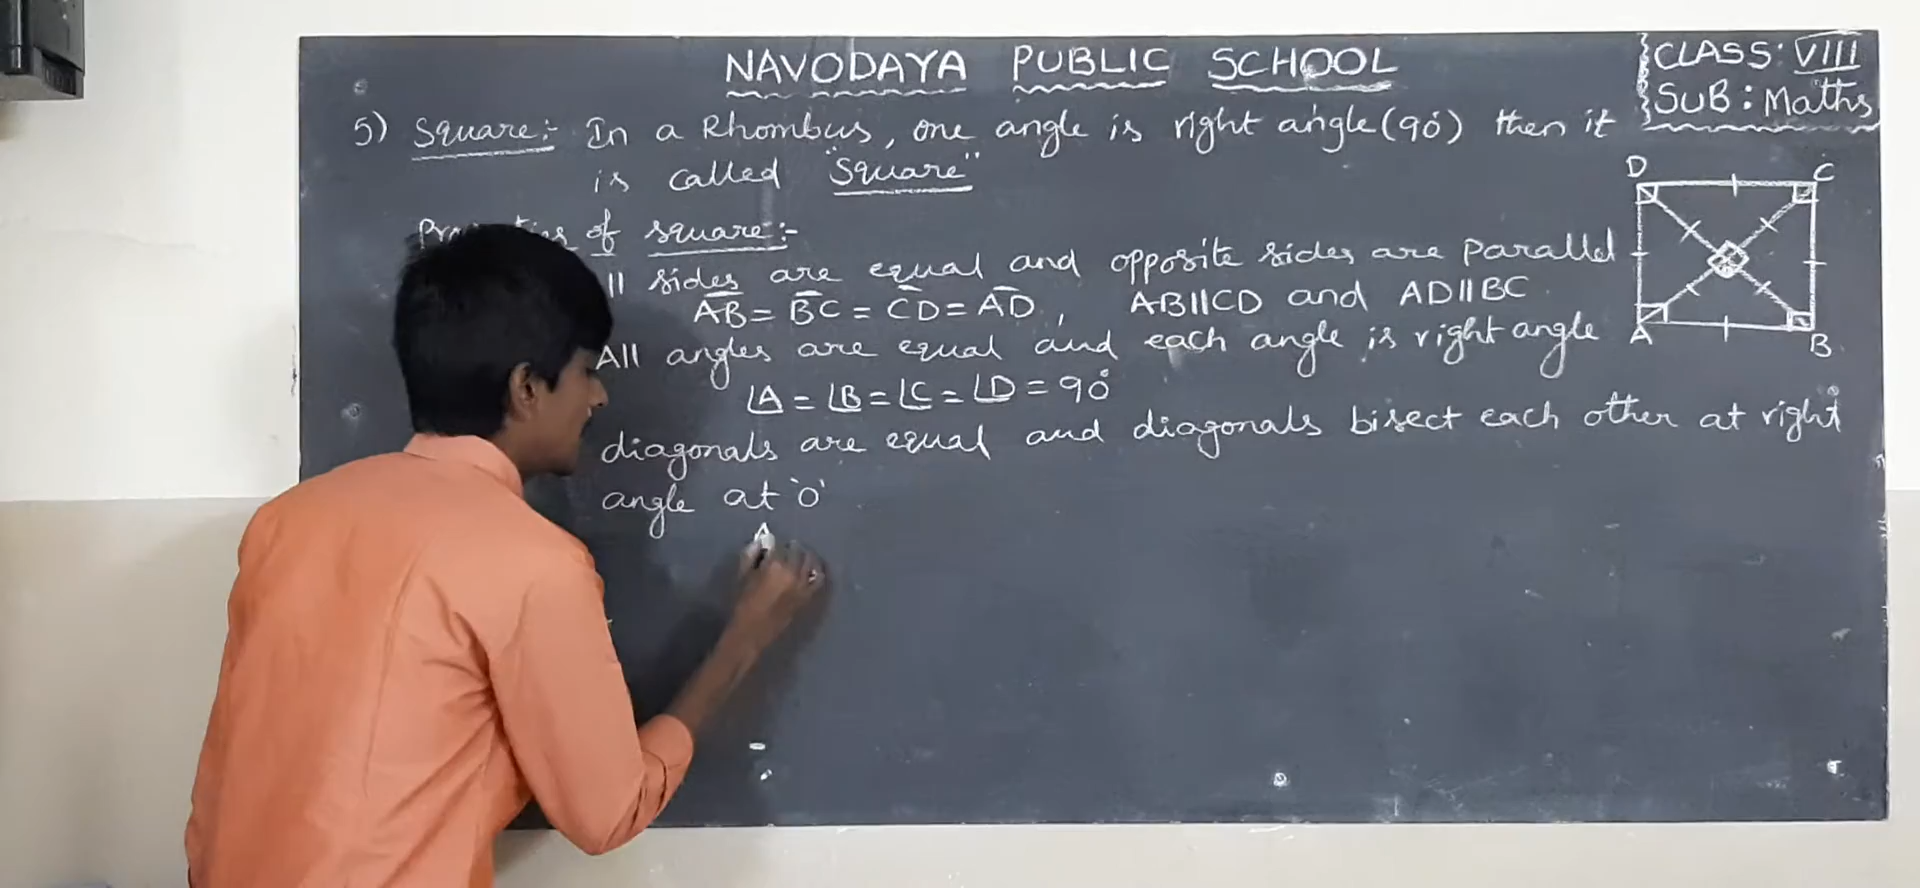 NAVODAYA PUBLIC SCHOOL
CLASS: VIII
SUB: Maths
5) Square:- In a Rhombus, one angle is right angle (90°) then it
is called "Square"
of square:-
sides are equal and opposite sides are parallel
AB = BC = CD = AD, AB||CD and AD||BC
All angles are equal and each angle is right angle
∠A = ∠B = ∠C = ∠D = 90°
diagonals are equal and diagonals bisect each other at right
angle at 'O'
A
D C
A B